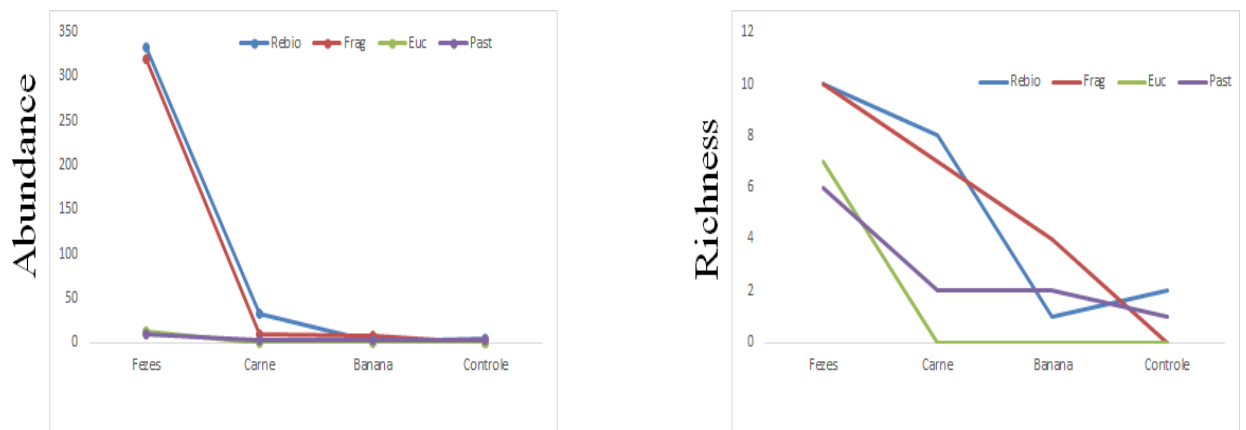 Abundance
350
300
250
200
150
100
50
0
Rebio Frag Euc Past
Fezes Carne Banana Controle
Richness
12
10
8
6
4
2
0
Rebio Frag Euc Past
Fezes Carne Banana Controle